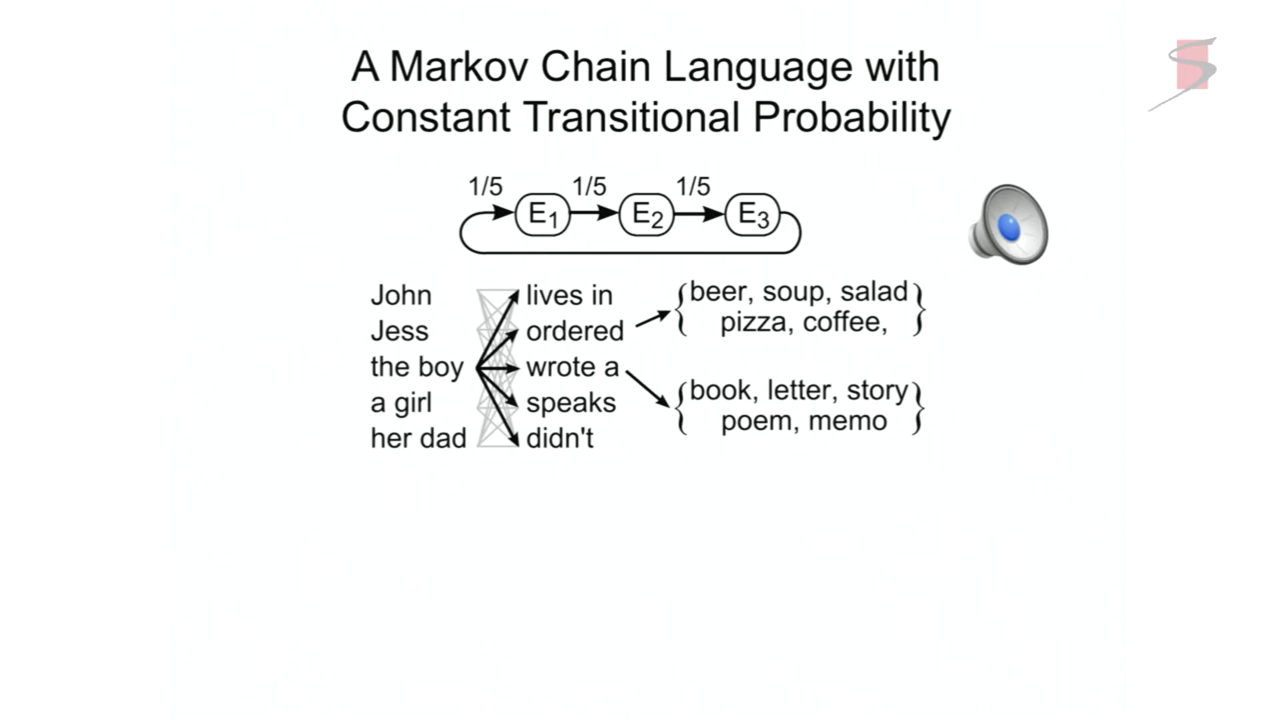 A Markov Chain Language with
Constant Transitional Probability
1/5 1/5 1/5
E1 E2 E3
John lives in {beer, soup, salad
Jess ordered pizza, coffee, }
the boy wrote a
a girl speaks {book, letter, story
her dad didn't poem, memo }